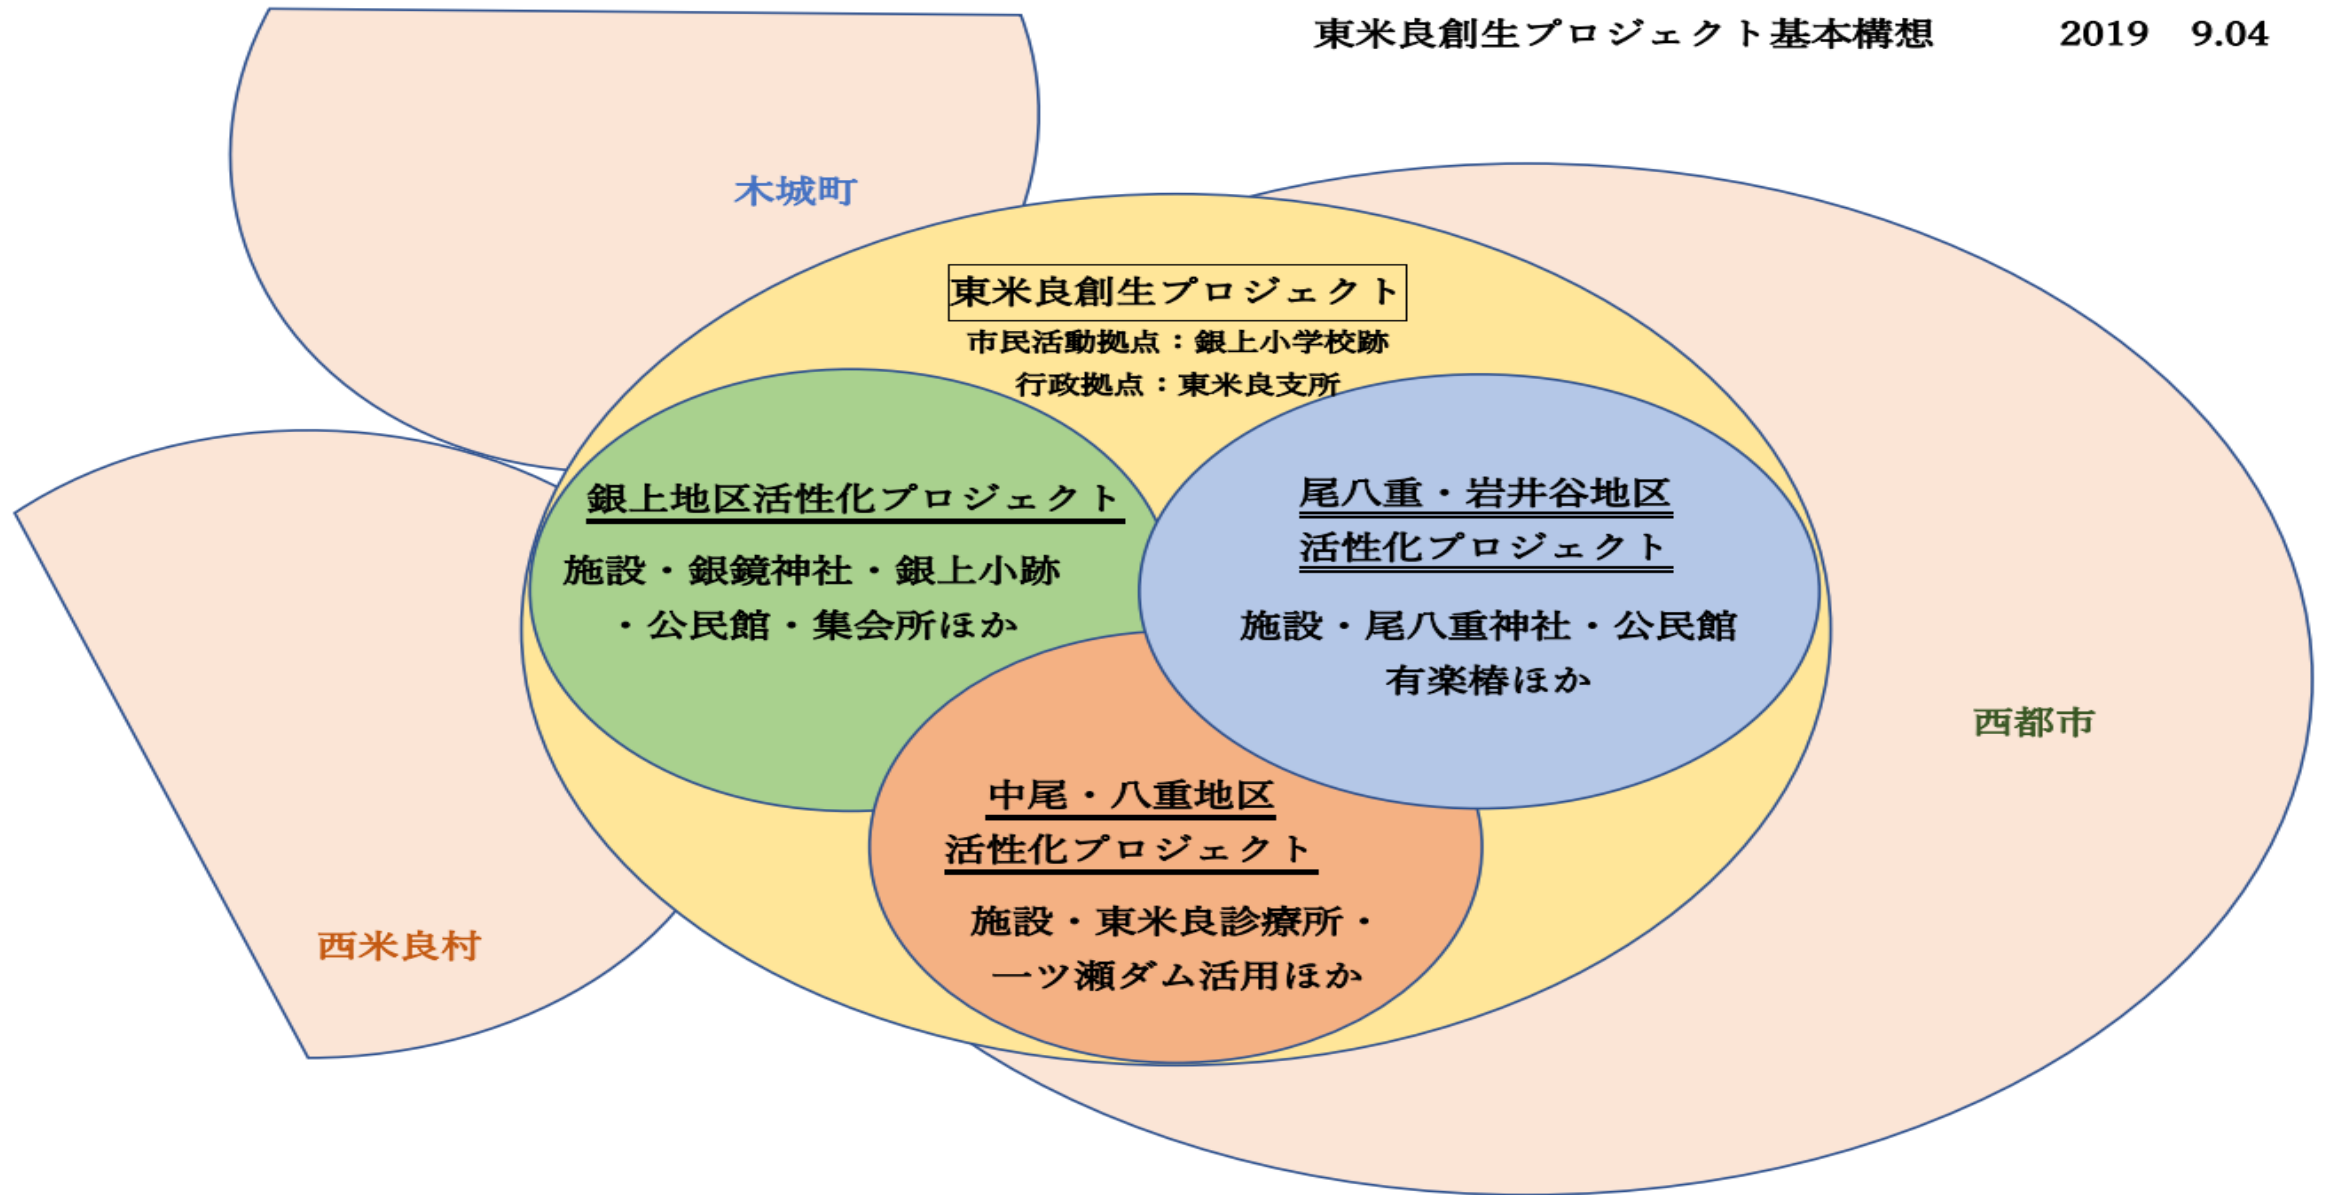 東米良創生プロジェクト基本構想　2019　9.04
木城町
東米良創生プロジェクト
市民活動拠点：銀上小学校跡
行政拠点：東米良支所
銀上地区活性化プロジェクト
施設・銀鏡神社・銀上小跡
・公民館・集会所ほか
尾八重・岩井谷地区
活性化プロジェクト
施設・尾八重神社・公民館
有楽椿ほか
西都市
中尾・八重地区
活性化プロジェクト
施設・東米良診療所・
一ツ瀬ダム活用ほか
西米良村